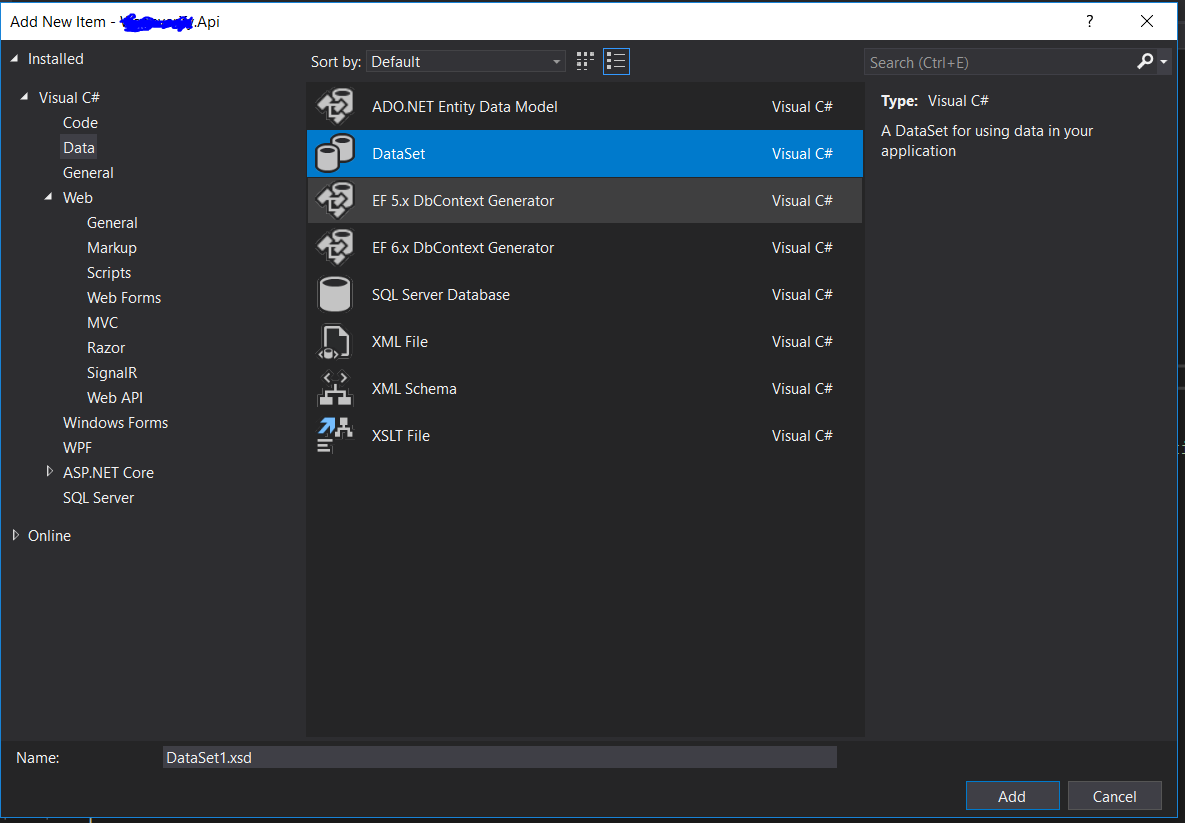 Add New Item - .Api
?
Installed
Visual C#
Code
Data
General
Web
General
Markup
Scripts
Web Forms
MVC
Razor
SignalR
Web API
Windows Forms
WPF
ASP.NET Core
SQL Server
Online
Sort by: Default
ADO.NET Entity Data Model Visual C#
DataSet Visual C#
EF 5.x DbContext Generator Visual C#
EF 6.x DbContext Generator Visual C#
SQL Server Database Visual C#
XML File Visual C#
XML Schema Visual C#
XSLT File Visual C#
Search (Ctrl+E)
Type: Visual C#
A DataSet for using data in your
application
Name: DataSet1.xsd
Add Cancel